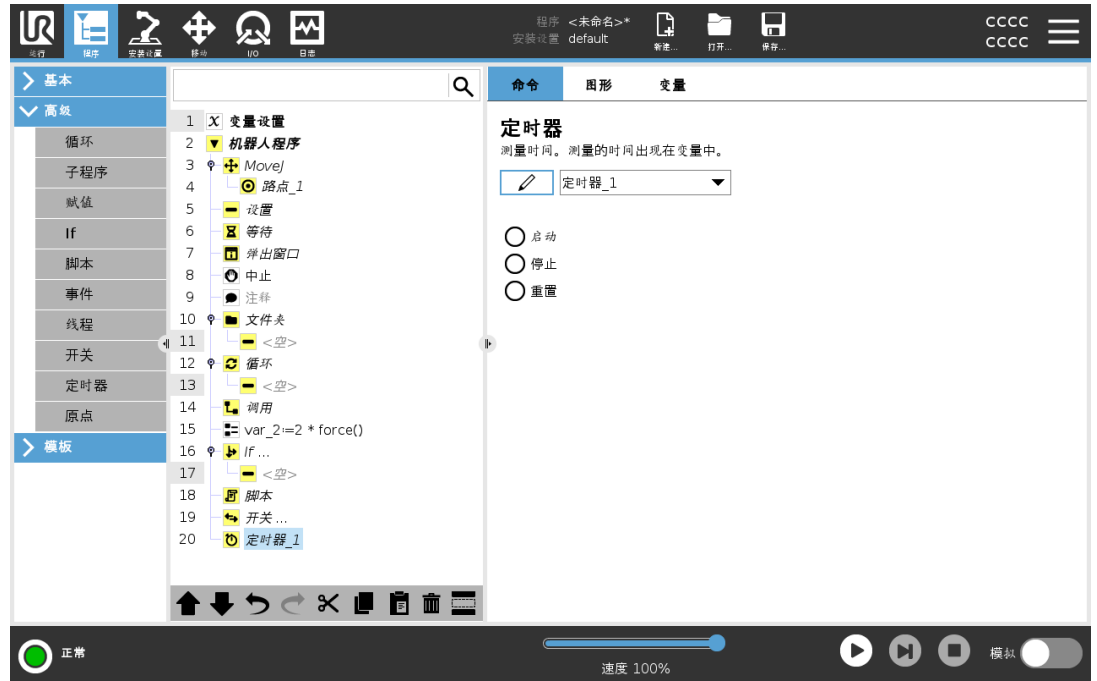 UR
运行
程序
安装设置
移动
I/O
日志
程序 <未命名>*
安装设置 default
新建...
打开...
保存...
CCCC
CCCC
基本
高级
循环
子程序
赋值
If
脚本
事件
线程
开关
定时器
原点
模板
1 X 变量设置
2 机器人程序
3 MoveJ
4 路点_1
5 设置
6 等待
7 弹出窗口
8 中止
9 注释
10 文件夹
11 <空>
12 循环
13 <空>
14 调用
15 var_2:=2 * force()
16 If ...
17 <空>
18 脚本
19 开关 ...
20 定时器_1
命令 图形 变量
定时器
测量时间。测量的时间出现在变量中。
定时器_1
启动
停止
重置
正常
速度 100%
模拟